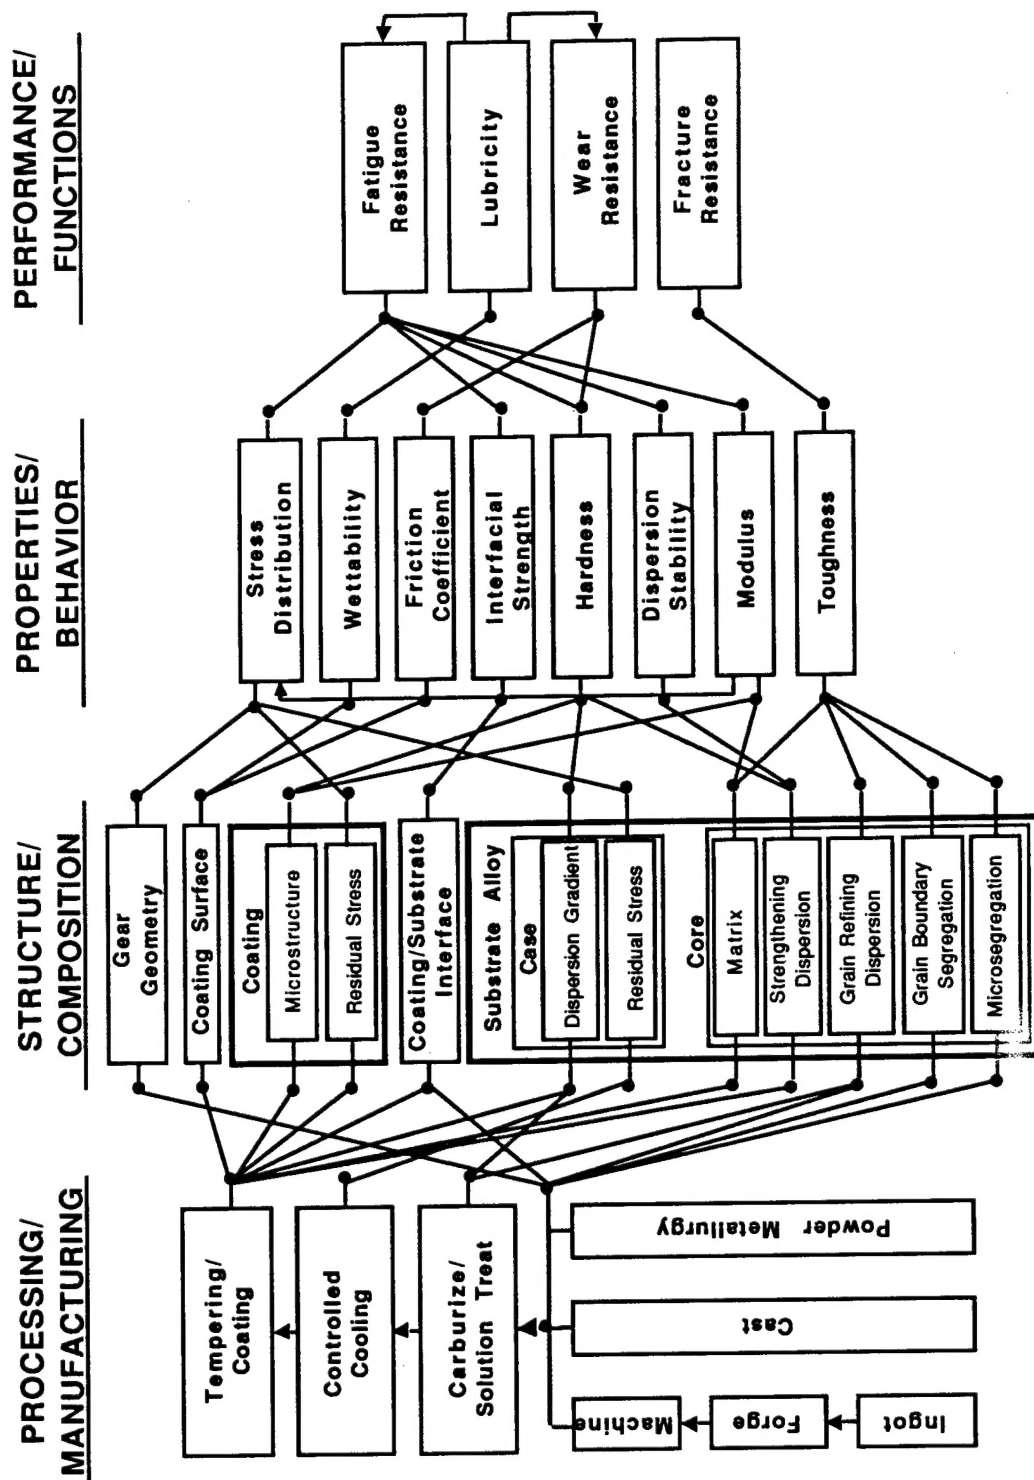 PROCESSING/
MANUFACTURING
Tempering/
Coating
Controlled
Cooling
Carburize/
Solution Treat
Machine
Forge
Ingot
Cast
Powder Metallurgy
STRUCTURE/
COMPOSITION
Gear
Geometry
Coating Surface
Coating
Microstructure
Residual Stress
Coating/Substrate
Interface
Substrate Alloy
Case
Dispersion Gradient
Residual Stress
Core
Matrix
Strengthening
Dispersion
Grain Refining
Dispersion
Grain Boundary
Segregation
Microsegregation
PROPERTIES/
BEHAVIOR
Stress
Distribution
Wettability
Friction
Coefficient
Interfacial
Strength
Hardness
Dispersion
Stability
Modulus
Toughness
PERFORMANCE/
FUNCTIONS
Fatigue
Resistance
Lubricity
Wear
Resistance
Fracture
Resistance